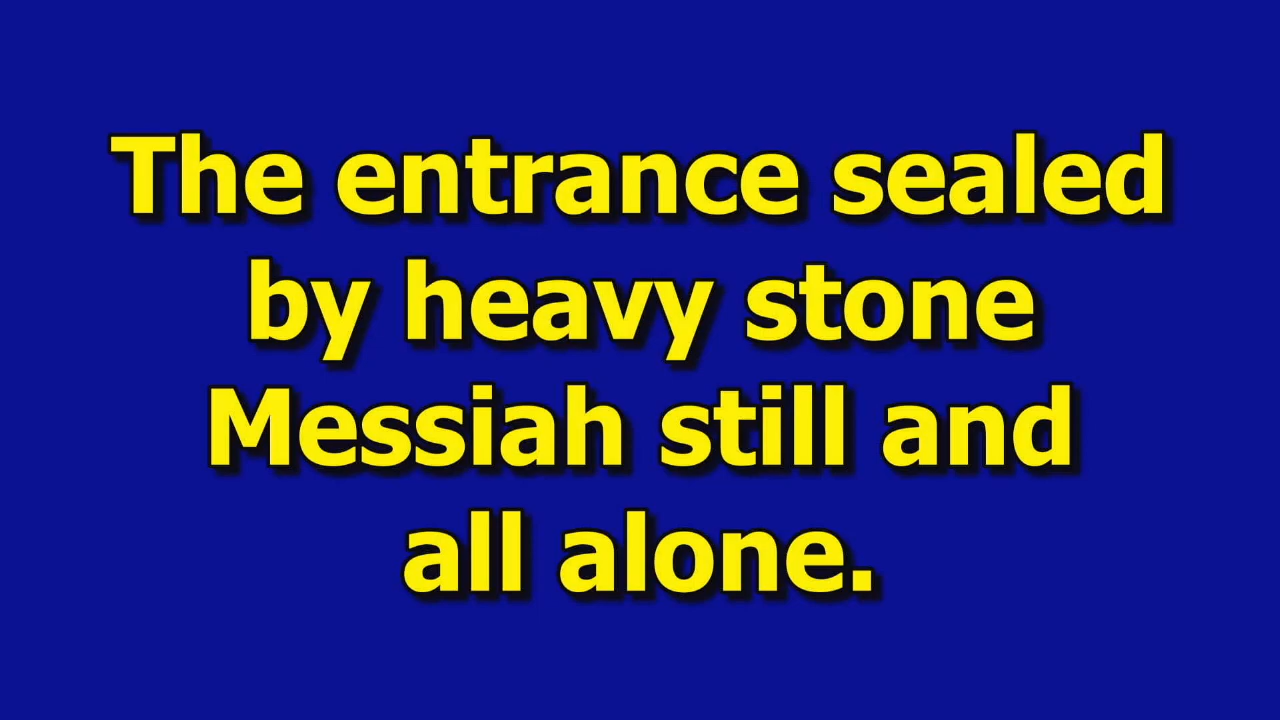 The entrance sealed
by heavy stone
Messiah still and
all alone.